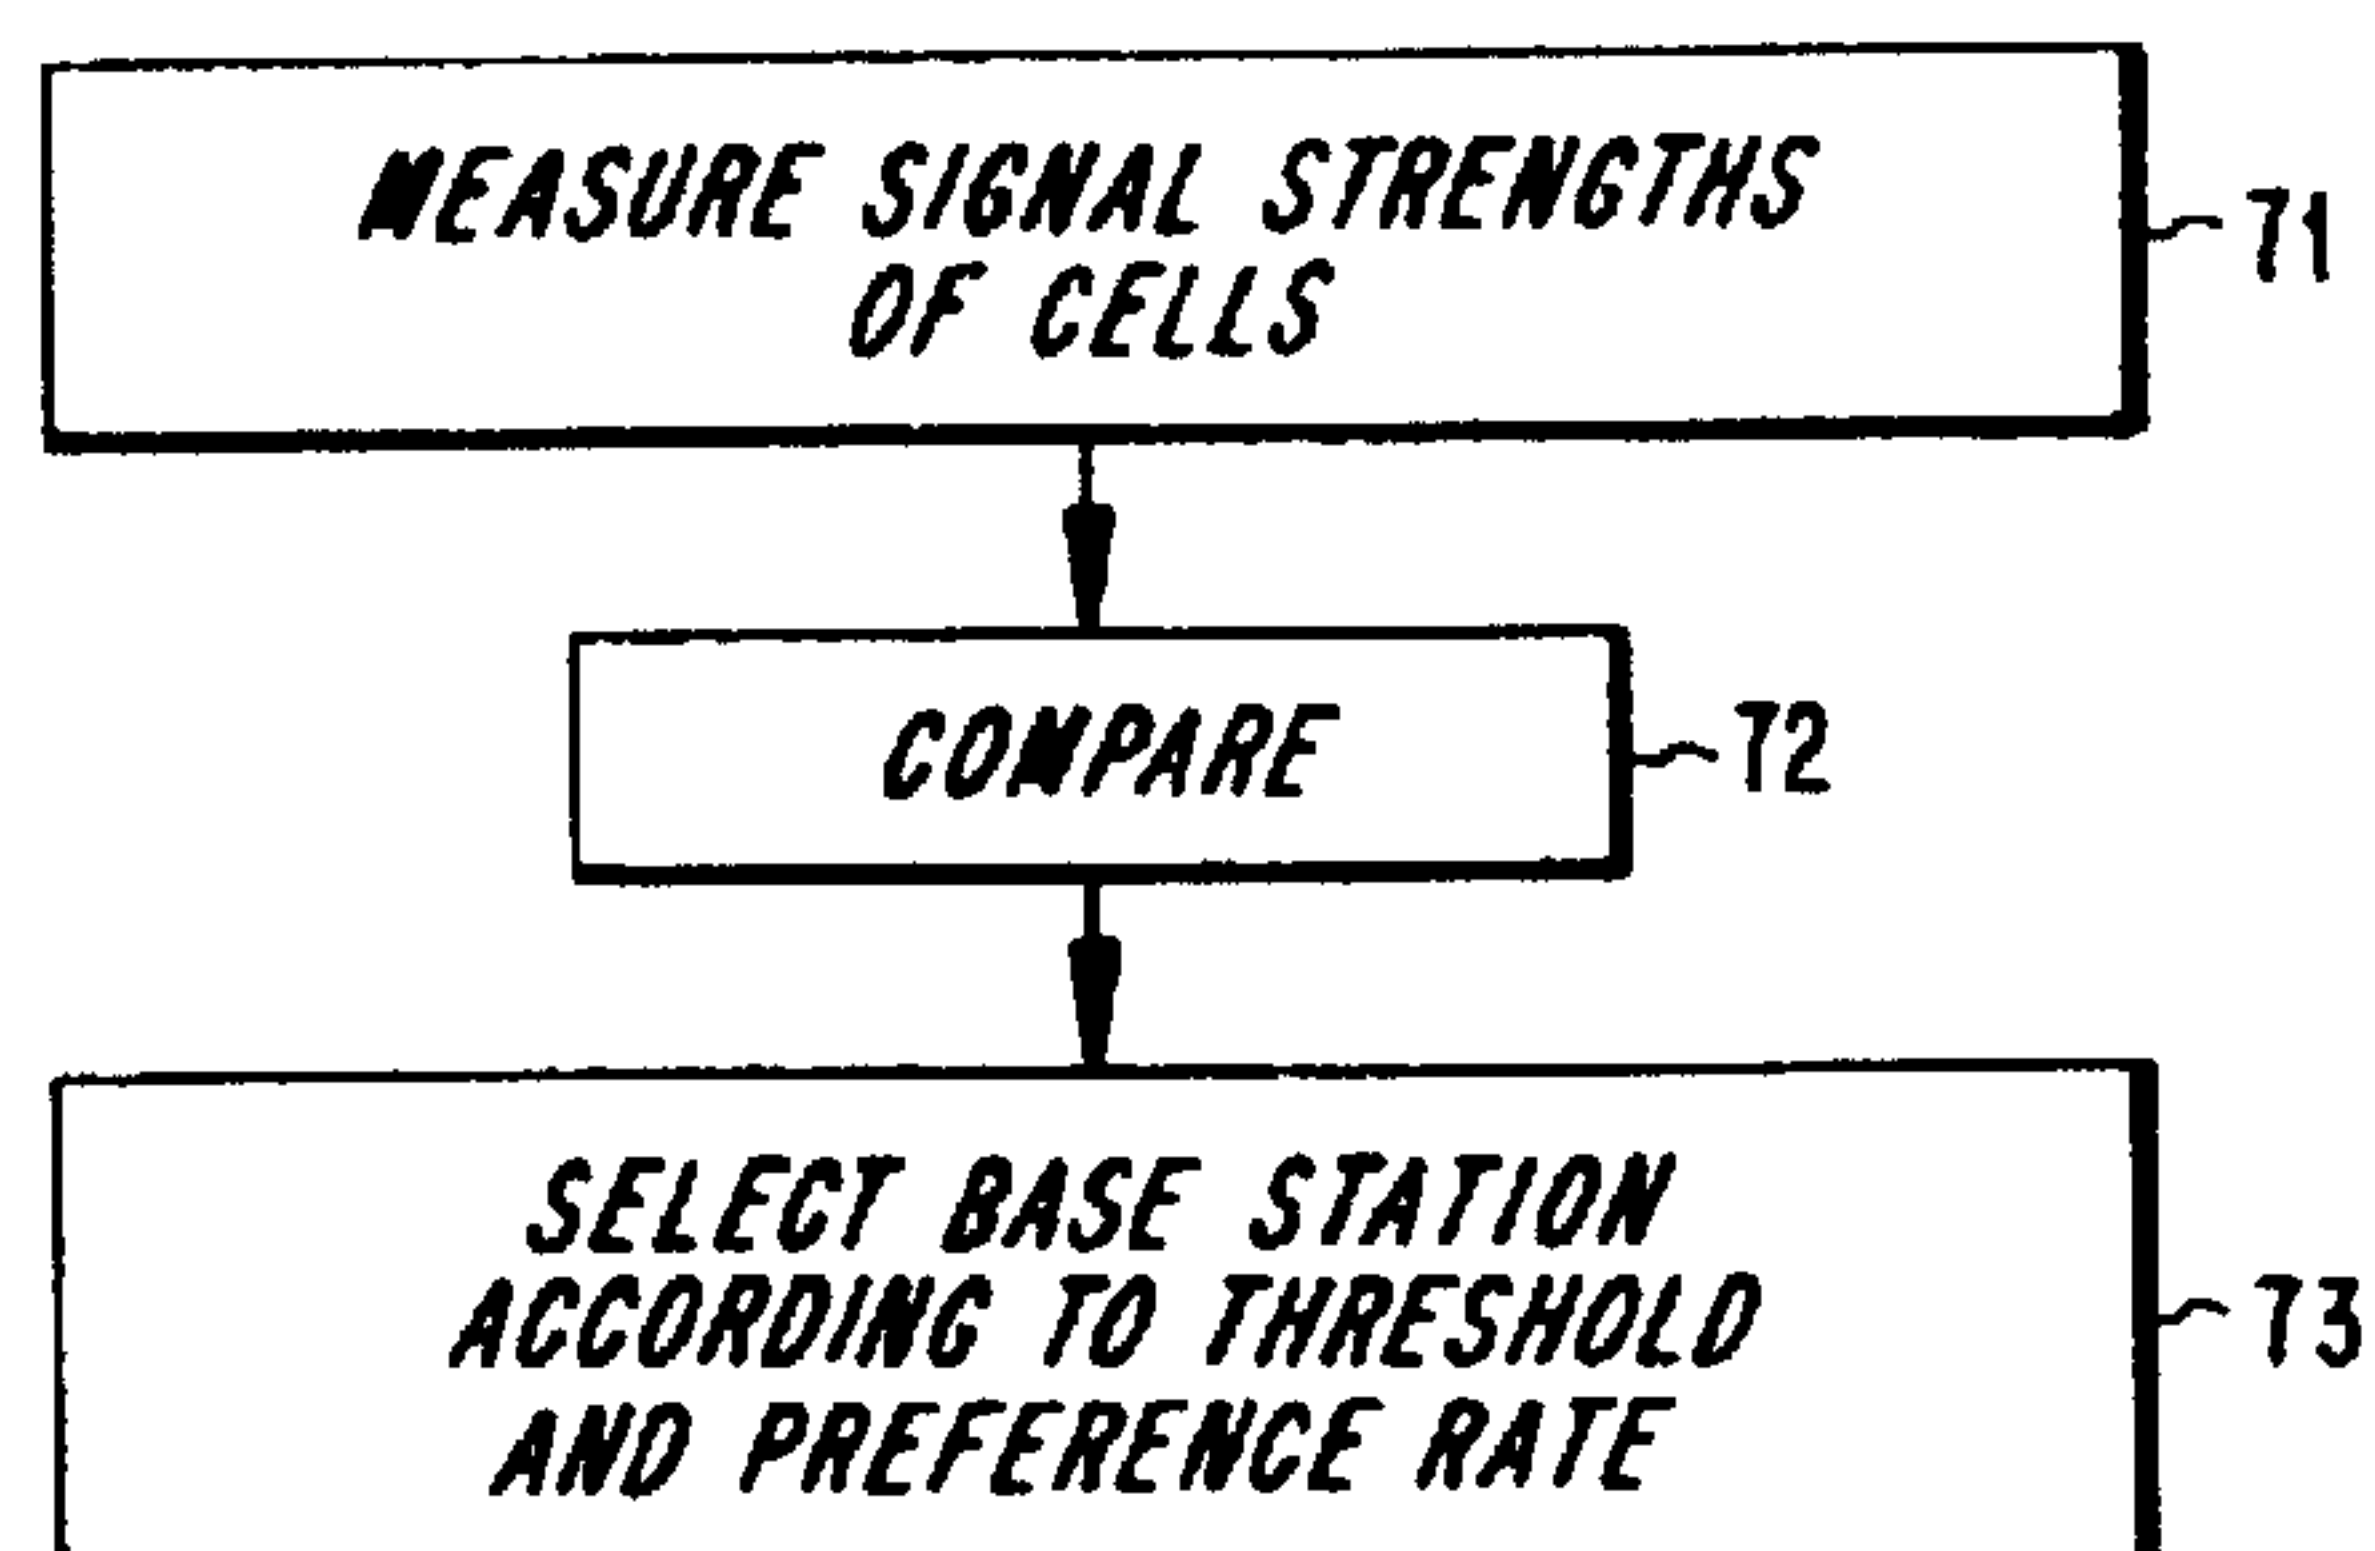 MEASURE SIGNAL STRENGTHS
OF CELLS
71
COMPARE
72
SELECT BASE STATION
ACCORDING TO THRESHOLD
AND PREFERENCE RATE
73